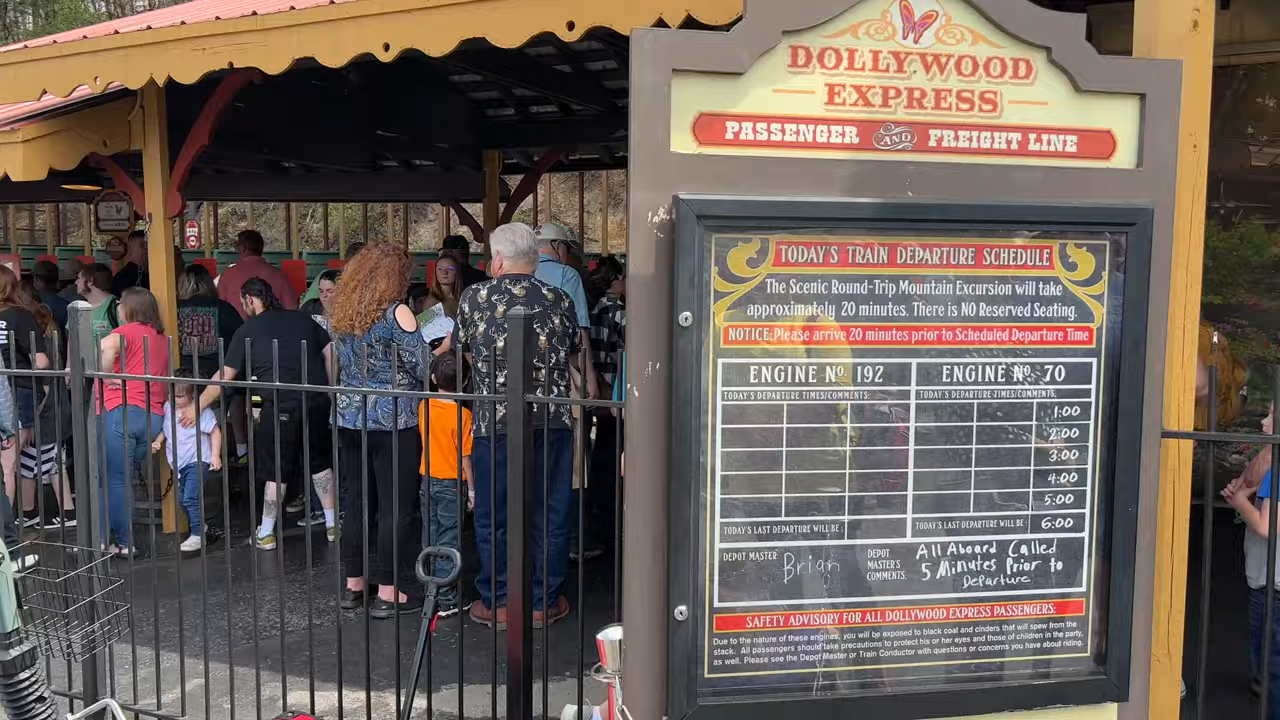 DOLLYWOOD
EXPRESS
PASSENGER AND FREIGHT LINE
TODAY'S TRAIN DEPARTURE SCHEDULE
The Scenic Round-Trip Mountain Excursion will take
approximately 20 minutes. There is NO Reserved Seating.
NOTICE: Please arrive 20 minutes prior to Scheduled Departure Time
ENGINE No. 192
ENGINE No. 70
TODAY'S DEPARTURE TIMES/COMMENTS:
TODAY'S DEPARTURE TIMES/COMMENTS:
1:00
2:00
3:00
4:00
5:00
TODAY'S LAST DEPARTURE WILL BE:
TODAY'S LAST DEPARTURE WILL BE: 6:00
DEPOT MASTER: Brian
DEPOT
MASTER'S
COMMENTS:
All Aboard Called
5 Minutes Prior to
Departure
SAFETY ADVISORY FOR ALL DOLLYWOOD EXPRESS PASSENGERS:
Due to the nature of these engines, you will be exposed to black coal and cinders that will spew from the
stack. All passengers should take precautions to protect his or her eyes and those of children in the party,
as well. Please see the Depot Master or Train Conductor with questions or concerns you have about riding.